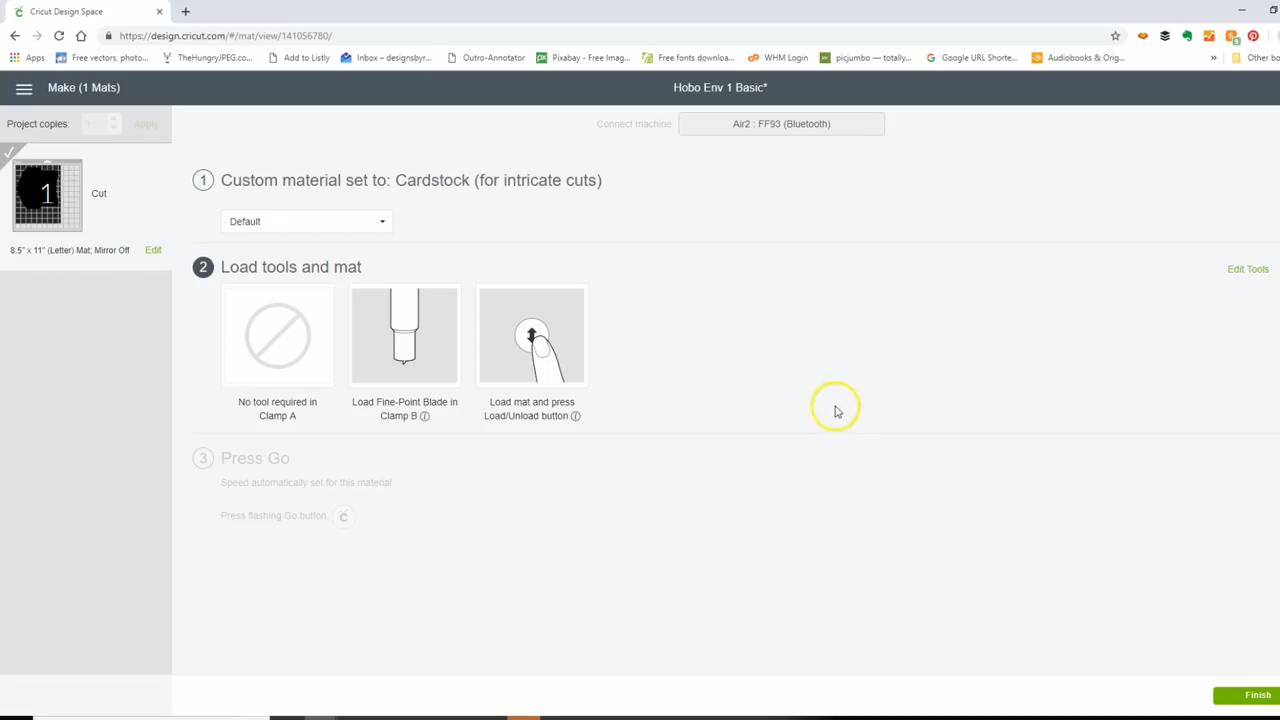 Cricut Design Space
https://design.cricut.com/#/mat/view/141056780/
Apps
Free vectors, photo...
TheHungryJPEG.co...
Add to Listly
Inbox – designsbyr...
Outro-Annotator
Pixabay - Free Imag...
Free fonts downloa...
WHM Login
picjumbo — totally...
Google URL Shorte...
Audiobooks & Orig...
»
Other bo
Make (1 Mats)
Hobo Env 1 Basic*
Project copies:
1
Apply
Connect machine
Air2 : FF93 (Bluetooth)
1
Cut
8.5" x 11" (Letter) Mat; Mirror Off
Edit
1 Custom material set to: Cardstock (for intricate cuts)
Default
2 Load tools and mat
Edit Tools
No tool required in
Clamp A
Load Fine-Point Blade in
Clamp B
Load mat and press
Load/Unload button
3 Press Go
Speed automatically set for this material
Press flashing Go button.
Finish